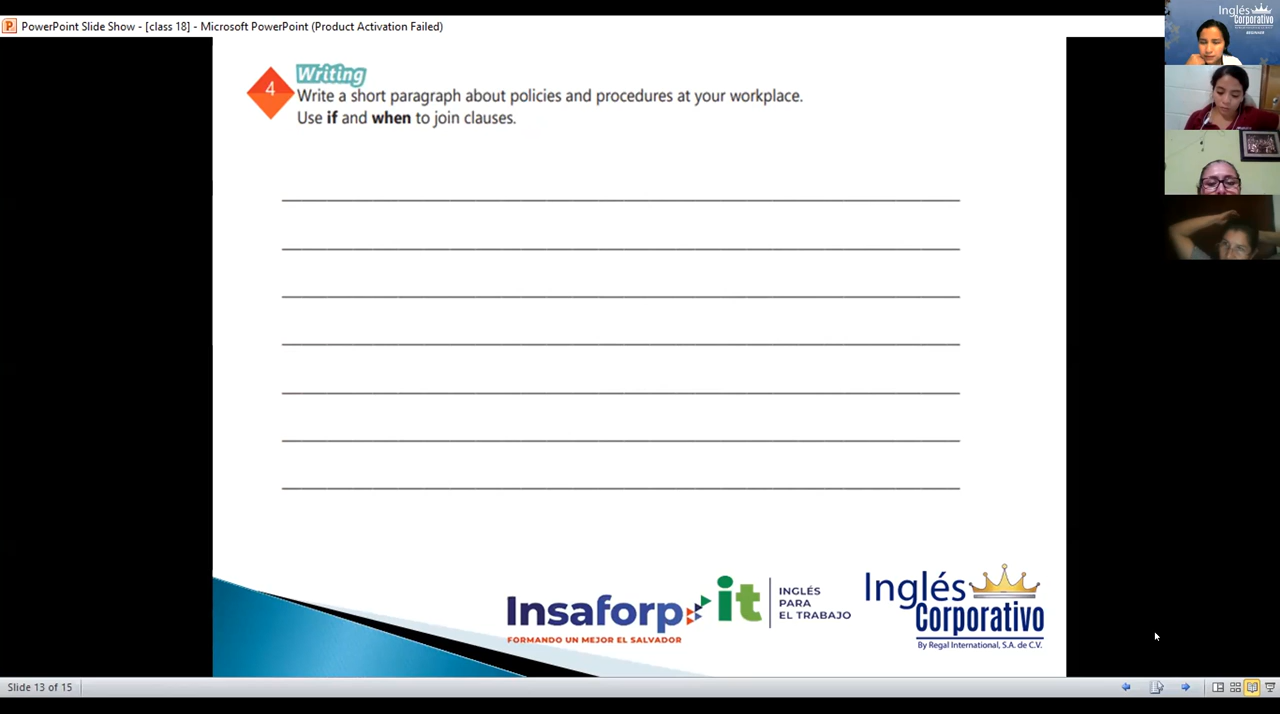 PowerPoint Slide Show - [class 18] - Microsoft PowerPoint (Product Activation Failed)
4
Writing
Write a short paragraph about policies and procedures at your workplace.
Use if and when to join clauses.
Insaforp
FORMANDO UN MEJOR EL SALVADOR
it
INGLÉS
PARA
EL TRABAJO
Inglés
Corporativo
By Regal International, S.A. de C.V.
Inglés
Corporativo
Slide 13 of 15